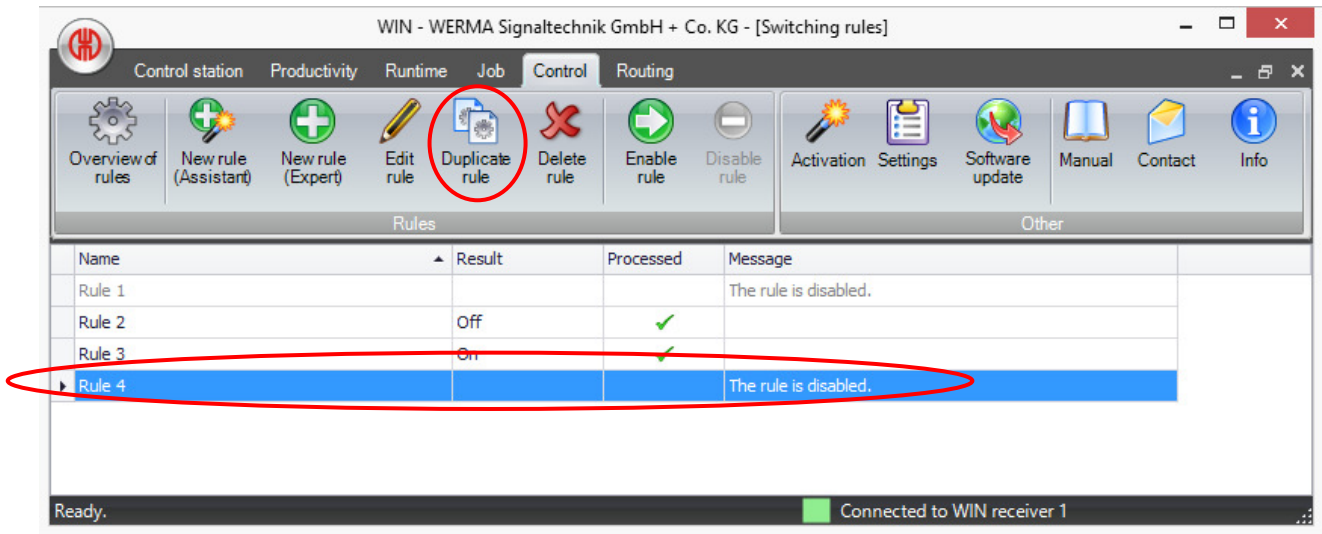 WIN - WERMA Signaltechnik GmbH + Co. KG - [Switching rules]
Control station Productivity Runtime Job Control Routing
Overview of rules
New rule (Assistant)
New rule (Expert)
Edit rule
Duplicate rule
Delete rule
Enable rule
Disable rule
Activation
Settings
Software update
Manual
Contact
Info
Rules
Other
Name Result Processed Message
Rule 1 The rule is disabled.
Rule 2 Off
Rule 3 On
Rule 4 The rule is disabled.
Ready. Connected to WIN receiver 1